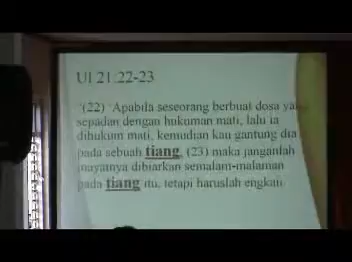 Ul 21:22-23
"(22) Apabila seseorang berbuat dosa
sepadan dengan hukuman mati, lalu ia
dihukum mati, kemudian kau gantung dia
pada sebuah tiang, (23) maka janganlah
mayatnya dibiarkan semalam-malaman
pada tiang itu, tetapi haruslah engkau